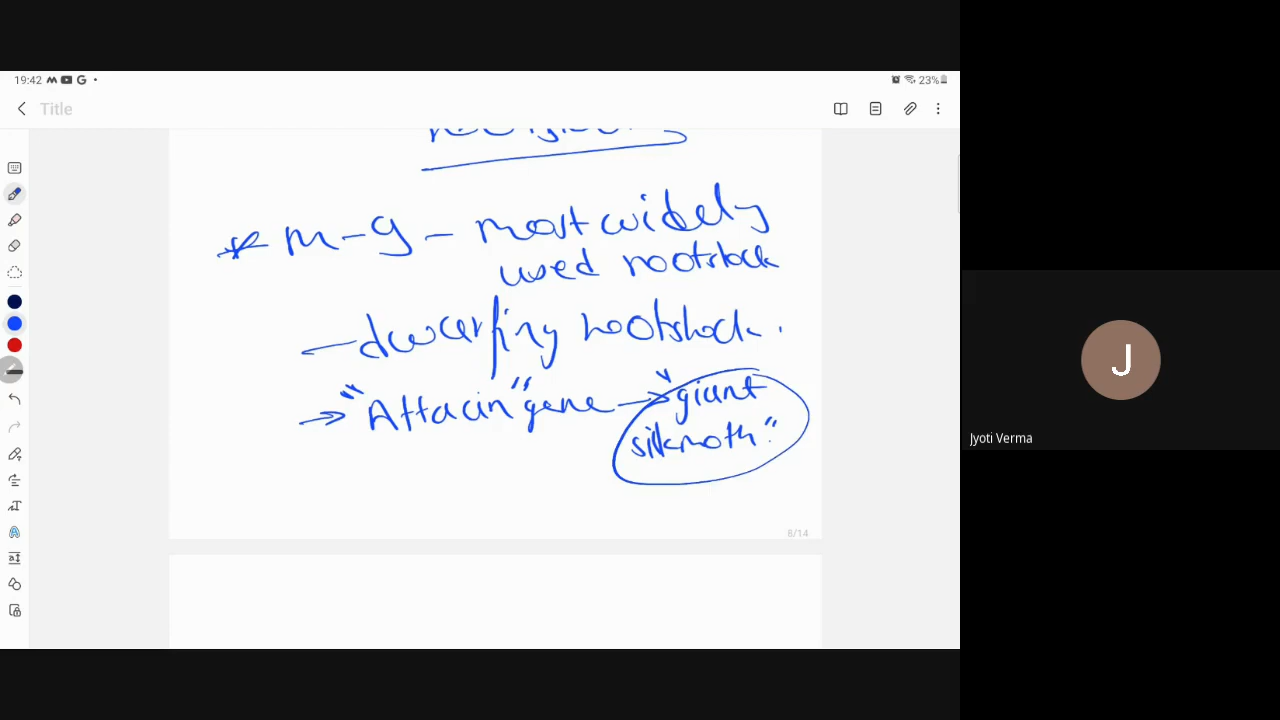 19:42
23%
Title
* M-9 - most widely
used rootstock
- dwarfing rootstock.
→ "Attacin" gene → "giant
silkmoth"
8/14
J
Jyoti Verma